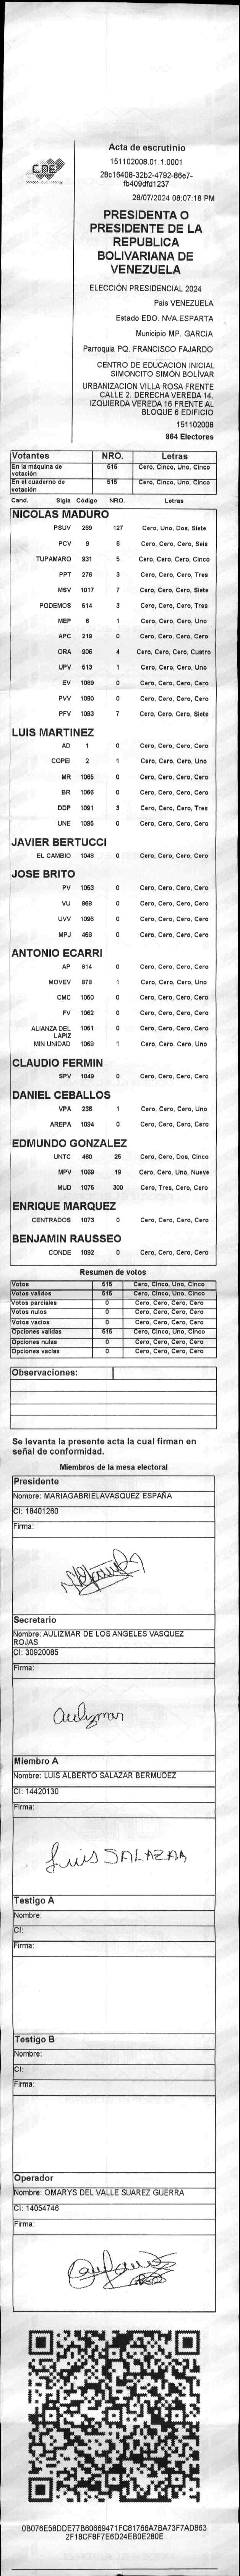 CNE
Acta de escrutinio
151102008.01.1.0001
28c16408-32b2-4792-86e7-
fb409dfd1237
28/07/2024 08:07:18 PM
PRESIDENTA O
PRESIDENTE DE LA
REPUBLICA
BOLIVARIANA DE
VENEZUELA
ELECCIÓN PRESIDENCIAL 2024
Pais VENEZUELA
Estado EDO. NVA.ESPARTA
Municipio MP. GARCIA
Parroquia PQ. FRANCISCO FAJARDO
CENTRO DE EDUCACION INICIAL
SIMONCITO SIMÓN BOLÍVAR
URBANIZACION VILLA ROSA FRENTE
CALLE 2. DERECHA VEREDA 14.
IZQUIERDA VEREDA 16 FRENTE AL
BLOQUE 6 EDIFICIO
151102008
864 Electores
Votantes NRO. Letras
En la máquina de
votación 515 Cero, Cinco, Uno, Cinco
En el cuaderno de
votación 515 Cero, Cinco, Uno, Cinco
Cand. Sigla Código NRO. Letras
NICOLAS MADURO
PSUV 269 127 Cero, Uno, Dos, Siete
PCV 9 6 Cero, Cero, Cero, Seis
TUPAMARO 931 5 Cero, Cero, Cero, Cinco
PPT 276 3 Cero, Cero, Cero, Tres
MSV 1017 7 Cero, Cero, Cero, Siete
PODEMOS 514 3 Cero, Cero, Cero, Tres
MEP 6 1 Cero, Cero, Cero, Uno
APC 219 0 Cero, Cero, Cero, Cero
ORA 906 4 Cero, Cero, Cero, Cuatro
UPV 513 1 Cero, Cero, Cero, Uno
EV 1089 0 Cero, Cero, Cero, Cero
PVV 1090 0 Cero, Cero, Cero, Cero
PFV 1093 7 Cero, Cero, Cero, Siete
LUIS MARTINEZ
AD 1 0 Cero, Cero, Cero, Cero
COPEI 2 1 Cero, Cero, Cero, Uno
MR 1065 0 Cero, Cero, Cero, Cero
BR 1066 0 Cero, Cero, Cero, Cero
DDP 1091 3 Cero, Cero, Cero, Tres
UNE 1095 0 Cero, Cero, Cero, Cero
JAVIER BERTUCCI
EL CAMBIO 1048 0 Cero, Cero, Cero, Cero
JOSE BRITO
PV 1053 0 Cero, Cero, Cero, Cero
VU 868 0 Cero, Cero, Cero, Cero
UVV 1096 0 Cero, Cero, Cero, Cero
MPJ 458 0 Cero, Cero, Cero, Cero
ANTONIO ECARRI
AP 814 0 Cero, Cero, Cero, Cero
MOVEV 878 1 Cero, Cero, Cero, Uno
CMC 1050 0 Cero, Cero, Cero, Cero
FV 1062 0 Cero, Cero, Cero, Cero
ALIANZA DEL
LAPIZ 1051 0 Cero, Cero, Cero, Cero
MIN UNIDAD 1068 1 Cero, Cero, Cero, Uno
CLAUDIO FERMIN
SPV 1049 0 Cero, Cero, Cero, Cero
DANIEL CEBALLOS
VPA 236 1 Cero, Cero, Cero, Uno
AREPA 1094 0 Cero, Cero, Cero, Cero
EDMUNDO GONZALEZ
UNTC 460 25 Cero, Cero, Dos, Cinco
MPV 1069 19 Cero, Cero, Uno, Nueve
MUD 1075 300 Cero, Tres, Cero, Cero
ENRIQUE MARQUEZ
CENTRADOS 1073 0 Cero, Cero, Cero, Cero
BENJAMIN RAUSSEO
CONDE 1092 0 Cero, Cero, Cero, Cero
Resumen de votos
Votos 515 Cero, Cinco, Uno, Cinco
Votos validos 515 Cero, Cinco, Uno, Cinco
Votos parciales 0 Cero, Cero, Cero, Cero
Votos nulos 0 Cero, Cero, Cero, Cero
Votos vacios 0 Cero, Cero, Cero, Cero
Opciones validas 515 Cero, Cinco, Uno, Cinco
Opciones nulas 0 Cero, Cero, Cero, Cero
Opciones vacias 0 Cero, Cero, Cero, Cero
Observaciones:
Se levanta la presente acta la cual firman en
señal de conformidad.
Miembros de la mesa electoral
Presidente
Nombre: MARIAGABRIELAVASQUEZ ESPAÑA
CI: 18401260
Firma:
Secretario
Nombre: AULIZMAR DE LOS ANGELES VASQUEZ
ROJAS
CI: 30920085
Firma:
Aulizmar
Miembro A
Nombre: LUIS ALBERTO SALAZAR BERMUDEZ
CI: 14420130
Firma:
Luis SALAZAR
Testigo A
Nombre:
CI:
Firma:
Testigo B
Nombre:
CI:
Firma:
Operador
Nombre: OMARYS DEL VALLE SUAREZ GUERRA
CI: 14054746
Firma:
0B076E58DDE77B60669471FC81766A7BA73F7AD863
2F18CF8F7E6D24EB0E280E